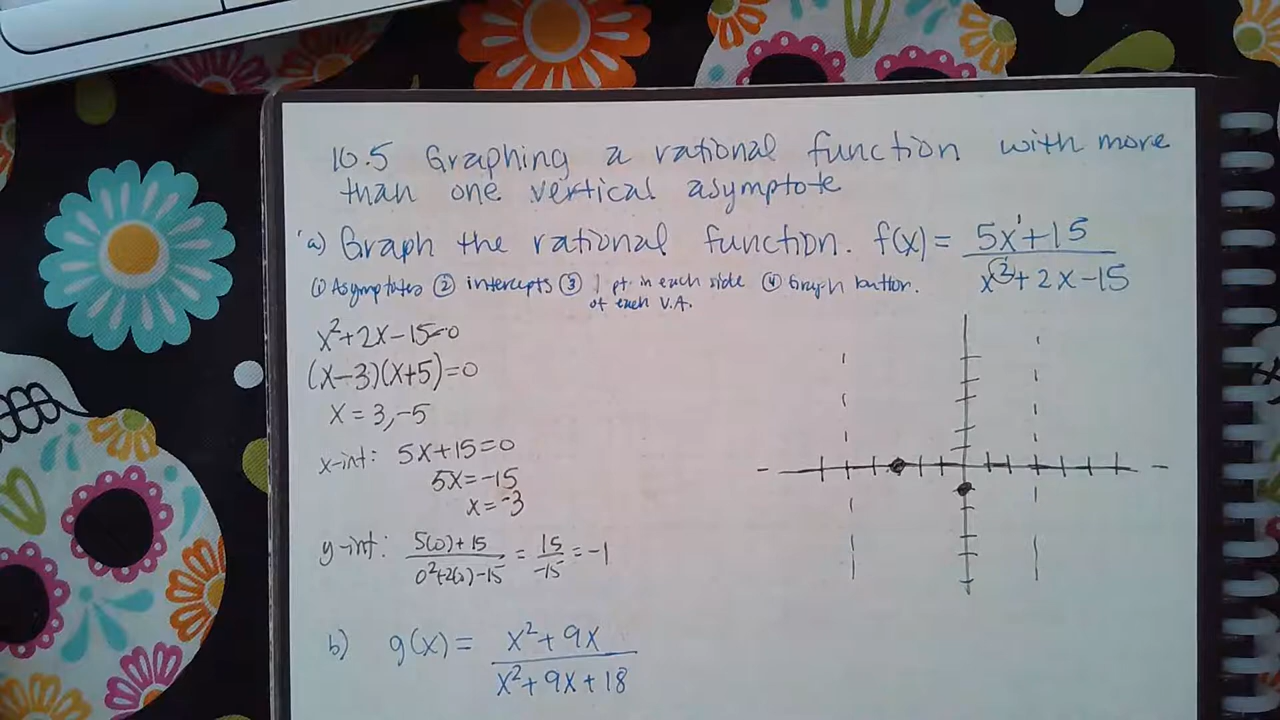 10.5 Graphing a rational function with more
than one vertical asymptote
a) Graph the rational function. f(x) = (5x¹+15)/(x²+2x-15)
① Asymptotes ② intercepts ③ 1 pt. in each side ④ Graph button.
of each V.A.
x²+2x-15=0
(x-3)(x+5)=0
x = 3,-5
x-int: 5x+15=0
5x=-15
x=-3
y-int: (5(0)+15)/(0²+2(0)-15) = 15/-15 = -1
b) g(x) = (x²+9x)/(x²+9x+18)